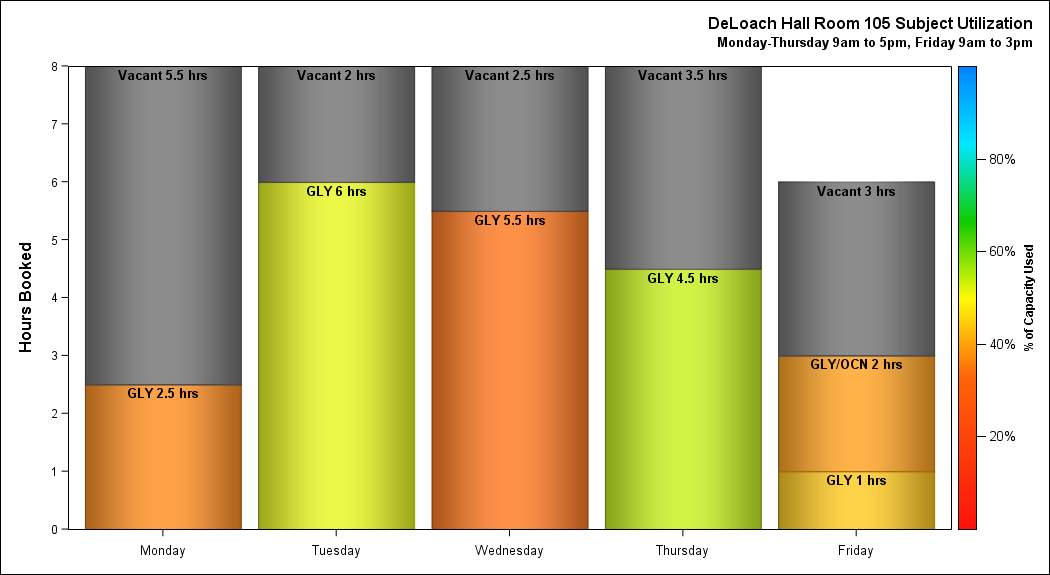 DeLoach Hall Room 105 Subject Utilization
Monday-Thursday 9am to 5pm, Friday 9am to 3pm
Hours Booked
8
7
6
5
4
3
2
1
0
Vacant 5.5 hrs
GLY 2.5 hrs
Vacant 2 hrs
GLY 6 hrs
Vacant 2.5 hrs
GLY 5.5 hrs
Vacant 3.5 hrs
GLY 4.5 hrs
Vacant 3 hrs
GLY/OCN 2 hrs
GLY 1 hrs
Monday
Tuesday
Wednesday
Thursday
Friday
80%
60%
40%
20%
% of Capacity Used